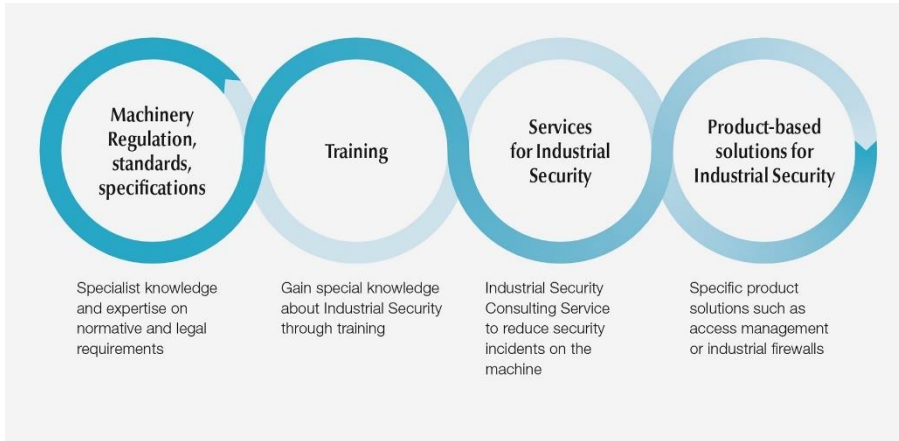 Machinery
Regulation,
standards,
specifications
Training
Services
for Industrial
Security
Product-based
solutions for
Industrial Security
Specialist knowledge
and expertise on
normative and legal
requirements
Gain special knowledge
about Industrial Security
through training
Industrial Security
Consulting Service
to reduce security
incidents on the
machine
Specific product
solutions such as
access management
or industrial firewalls